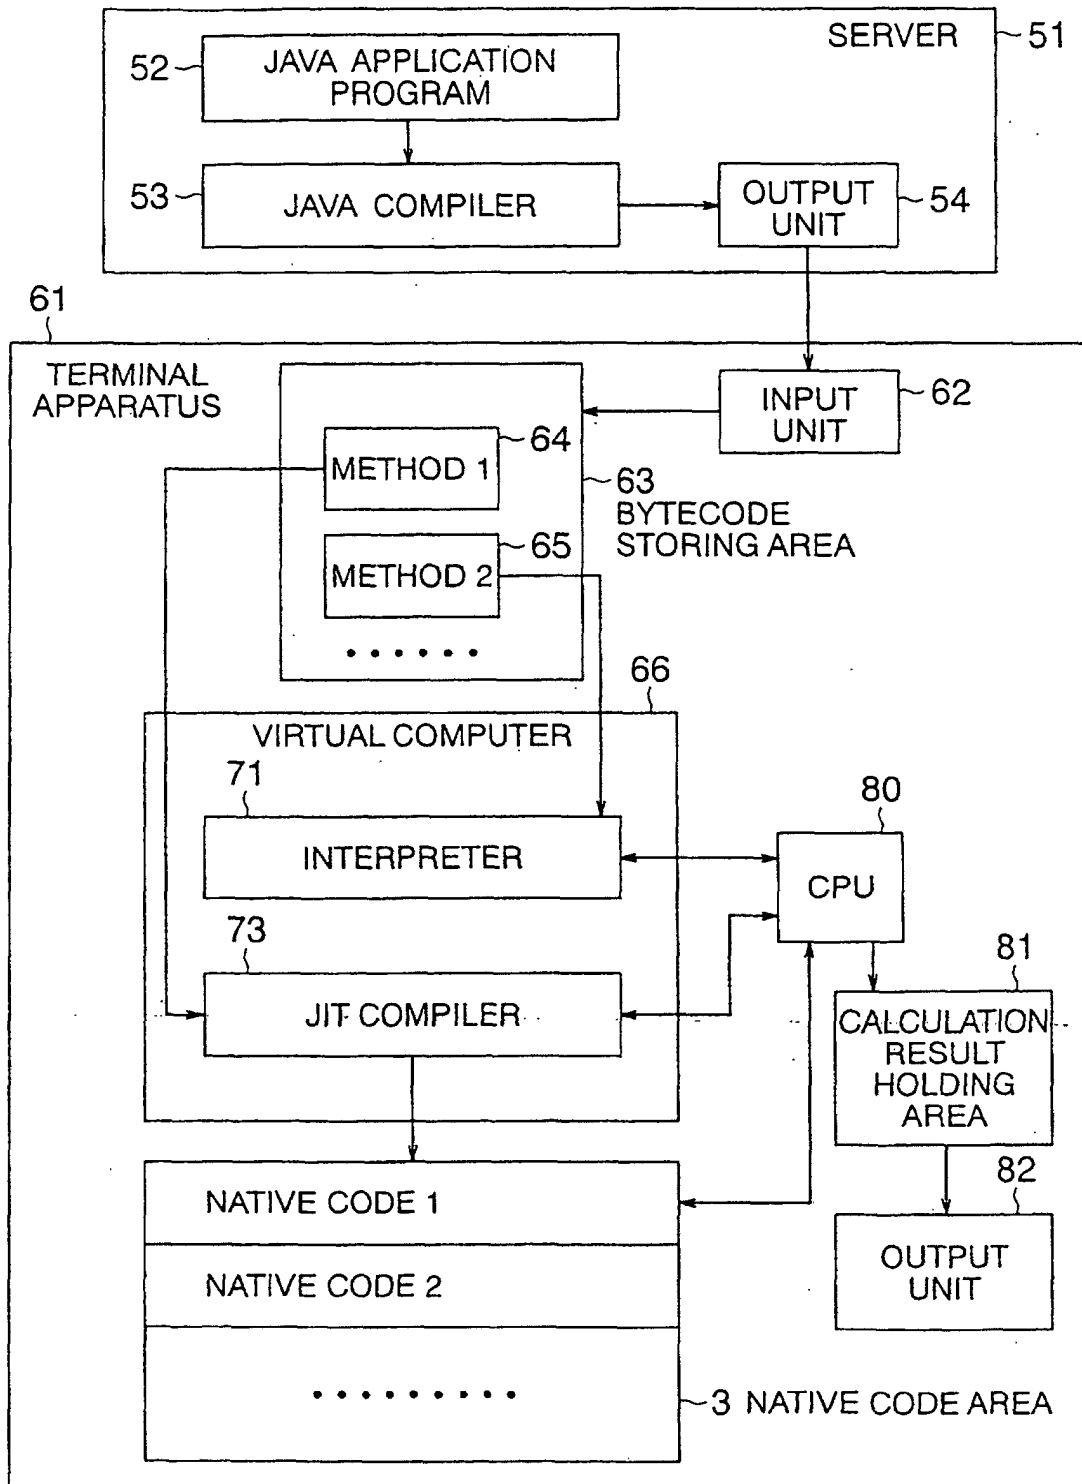 SERVER
51
52
JAVA APPLICATION
PROGRAM
53
JAVA COMPILER
OUTPUT
UNIT
54
61
TERMINAL
APPARATUS
INPUT
UNIT
62
METHOD 1
64
63
BYTECODE
STORING AREA
65
METHOD 2
66
VIRTUAL COMPUTER
71
INTERPRETER
80
CPU
73
JIT COMPILER
81
CALCULATION
RESULT
HOLDING
AREA
NATIVE CODE 1
82
OUTPUT
UNIT
NATIVE CODE 2
3 NATIVE CODE AREA